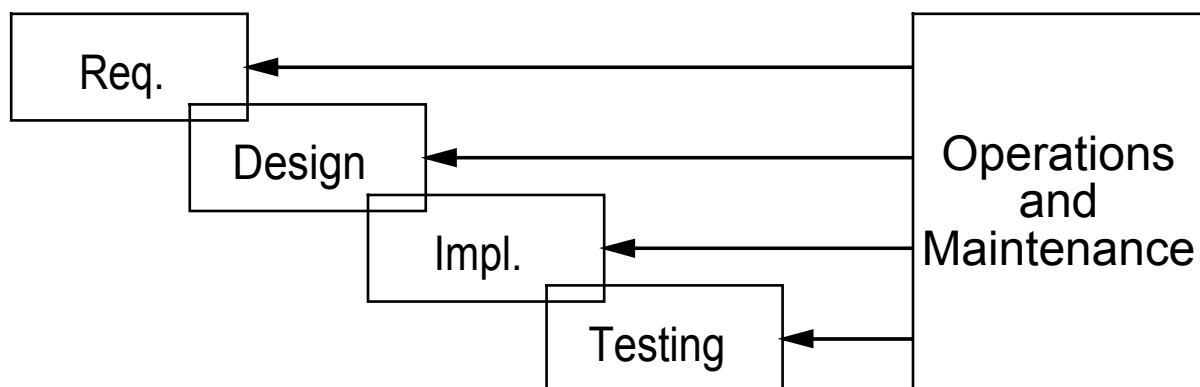 Req.
Design
Impl.
Testing
Operations
and
Maintenance